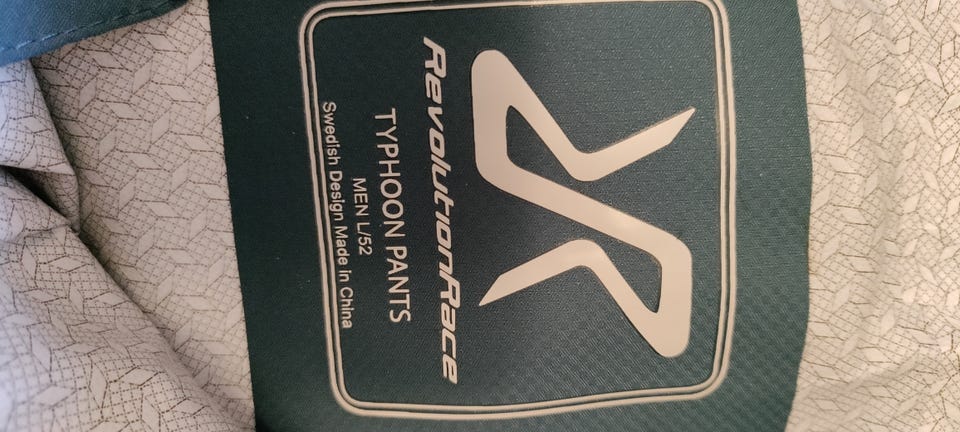 RevolutionRace
TYPHOON PANTS
MEN L/52
Swedish Design Made in China